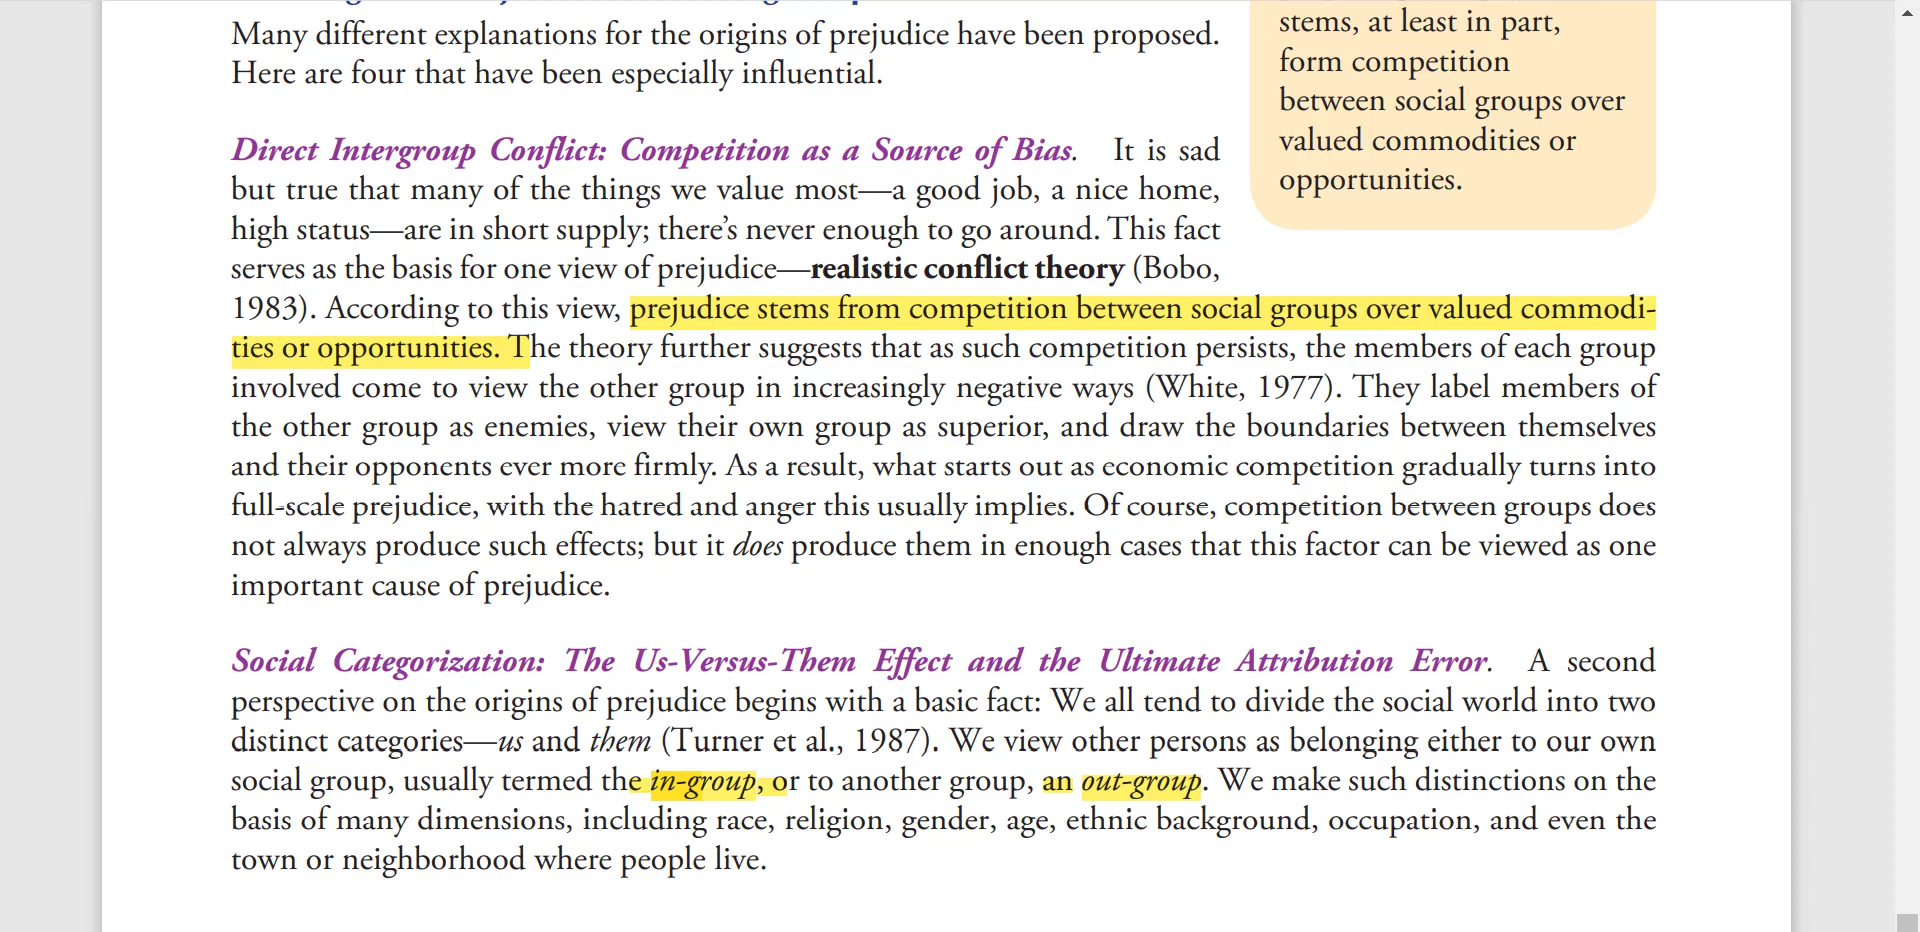 Many different explanations for the origins of prejudice have been proposed.
Here are four that have been especially influential.
Direct Intergroup Conflict: Competition as a Source of Bias. It is sad
but true that many of the things we value most—a good job, a nice home,
high status—are in short supply; there's never enough to go around. This fact
serves as the basis for one view of prejudice—realistic conflict theory (Bobo,
1983). According to this view, prejudice stems from competition between social groups over valued commodi-
ties or opportunities. The theory further suggests that as such competition persists, the members of each group
involved come to view the other group in increasingly negative ways (White, 1977). They label members of
the other group as enemies, view their own group as superior, and draw the boundaries between themselves
and their opponents ever more firmly. As a result, what starts out as economic competition gradually turns into
full-scale prejudice, with the hatred and anger this usually implies. Of course, competition between groups does
not always produce such effects; but it does produce them in enough cases that this factor can be viewed as one
important cause of prejudice.
Social Categorization: The Us-Versus-Them Effect and the Ultimate Attribution Error. A second
perspective on the origins of prejudice begins with a basic fact: We all tend to divide the social world into two
distinct categories—us and them (Turner et al., 1987). We view other persons as belonging either to our own
social group, usually termed the in-group, or to another group, an out-group. We make such distinctions on the
basis of many dimensions, including race, religion, gender, age, ethnic background, occupation, and even the
town or neighborhood where people live.
stems, at least in part,
form competition
between social groups over
valued commodities or
opportunities.